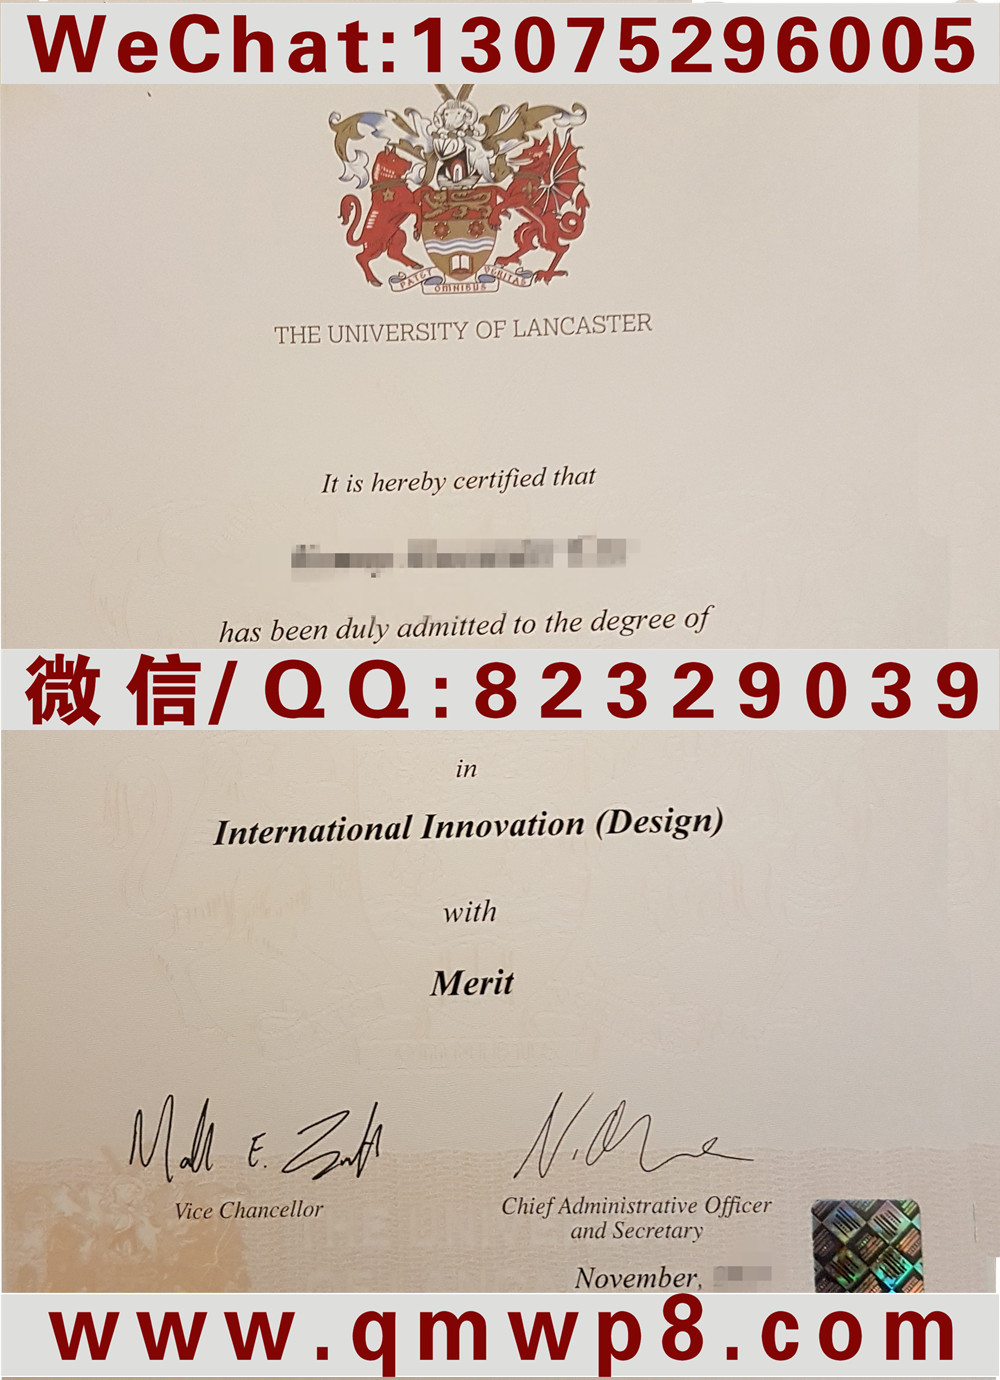 WeChat:13075296005
PATET OMNIBUS VERITAS
THE UNIVERSITY OF LANCASTER
It is hereby certified that
has been duly admitted to the degree of
微信/QQ:82329039
in
International Innovation (Design)
with
Merit
Vice Chancellor
Chief Administrative Officer
and Secretary
November,
www.qmwp8.com